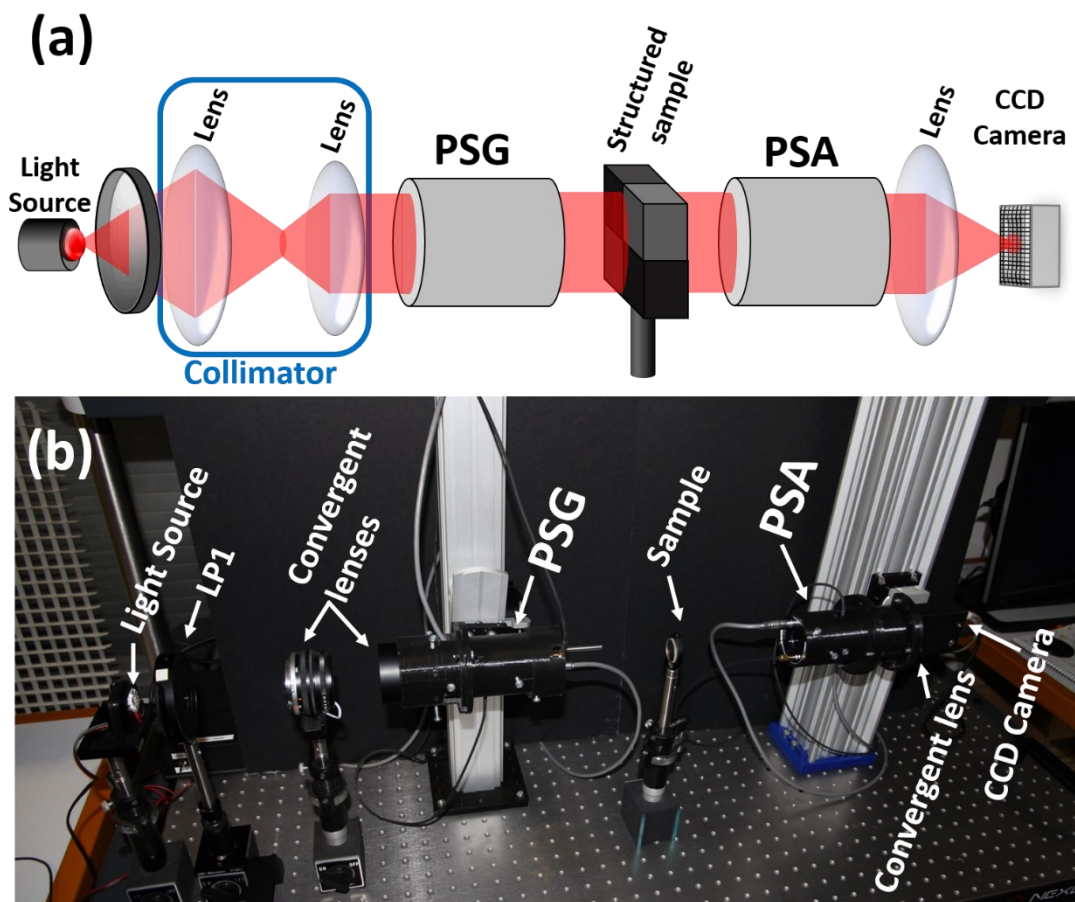 (a)
Light
Source
Lens
Lens
Collimator
PSG
Structured
sample
PSA
Lens
CCD
Camera
(b)
Light Source
LP1
Convergent
lenses
PSG
Sample
PSA
Convergent lens
CCD Camera